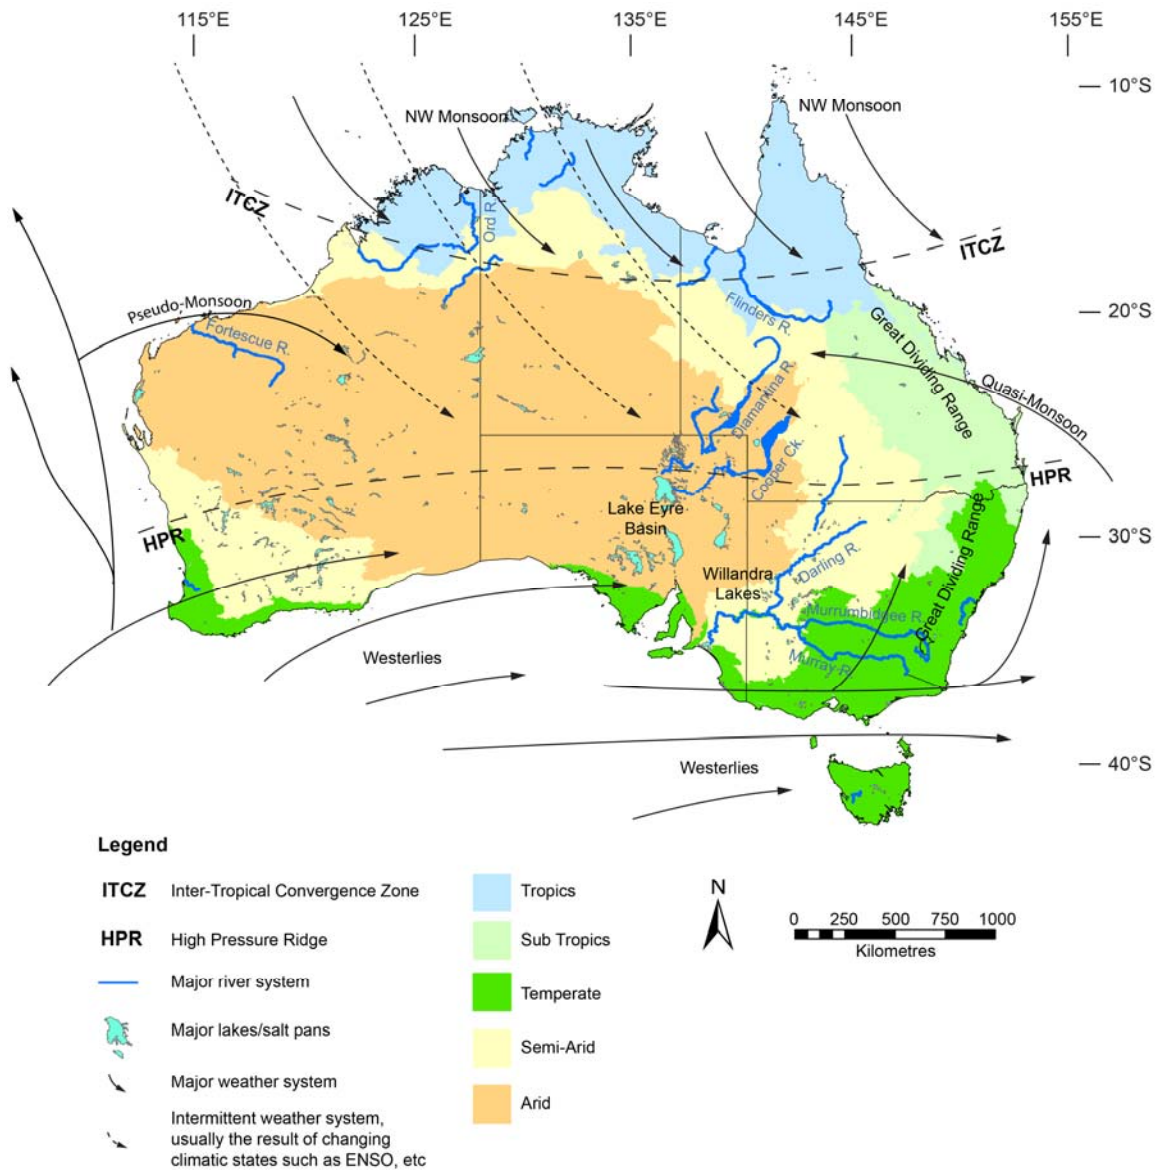 115°E
125°E
135°E
145°E
155°E
10°S
NW Monsoon
NW Monsoon
ITCZ
Ord R.
ITCZ
Pseudo-Monsoon
Fortescue R.
Flinders R.
20°S
Great Dividing Range
Diamantina R.
Quasi-Monsoon
Cooper Ck.
HPR
HPR
Lake Eyre
Basin
30°S
Great Dividing Range
Willandra
Lakes
Darling R.
Murrumbidgee R.
Murray R.
Westerlies
Westerlies
40°S
Legend
ITCZ Inter-Tropical Convergence Zone
HPR High Pressure Ridge
Major river system
Major lakes/salt pans
Major weather system
Intermittent weather system,
usually the result of changing
climatic states such as ENSO, etc
Tropics
Sub Tropics
Temperate
Semi-Arid
Arid
N
0 250 500 750 1000
Kilometres